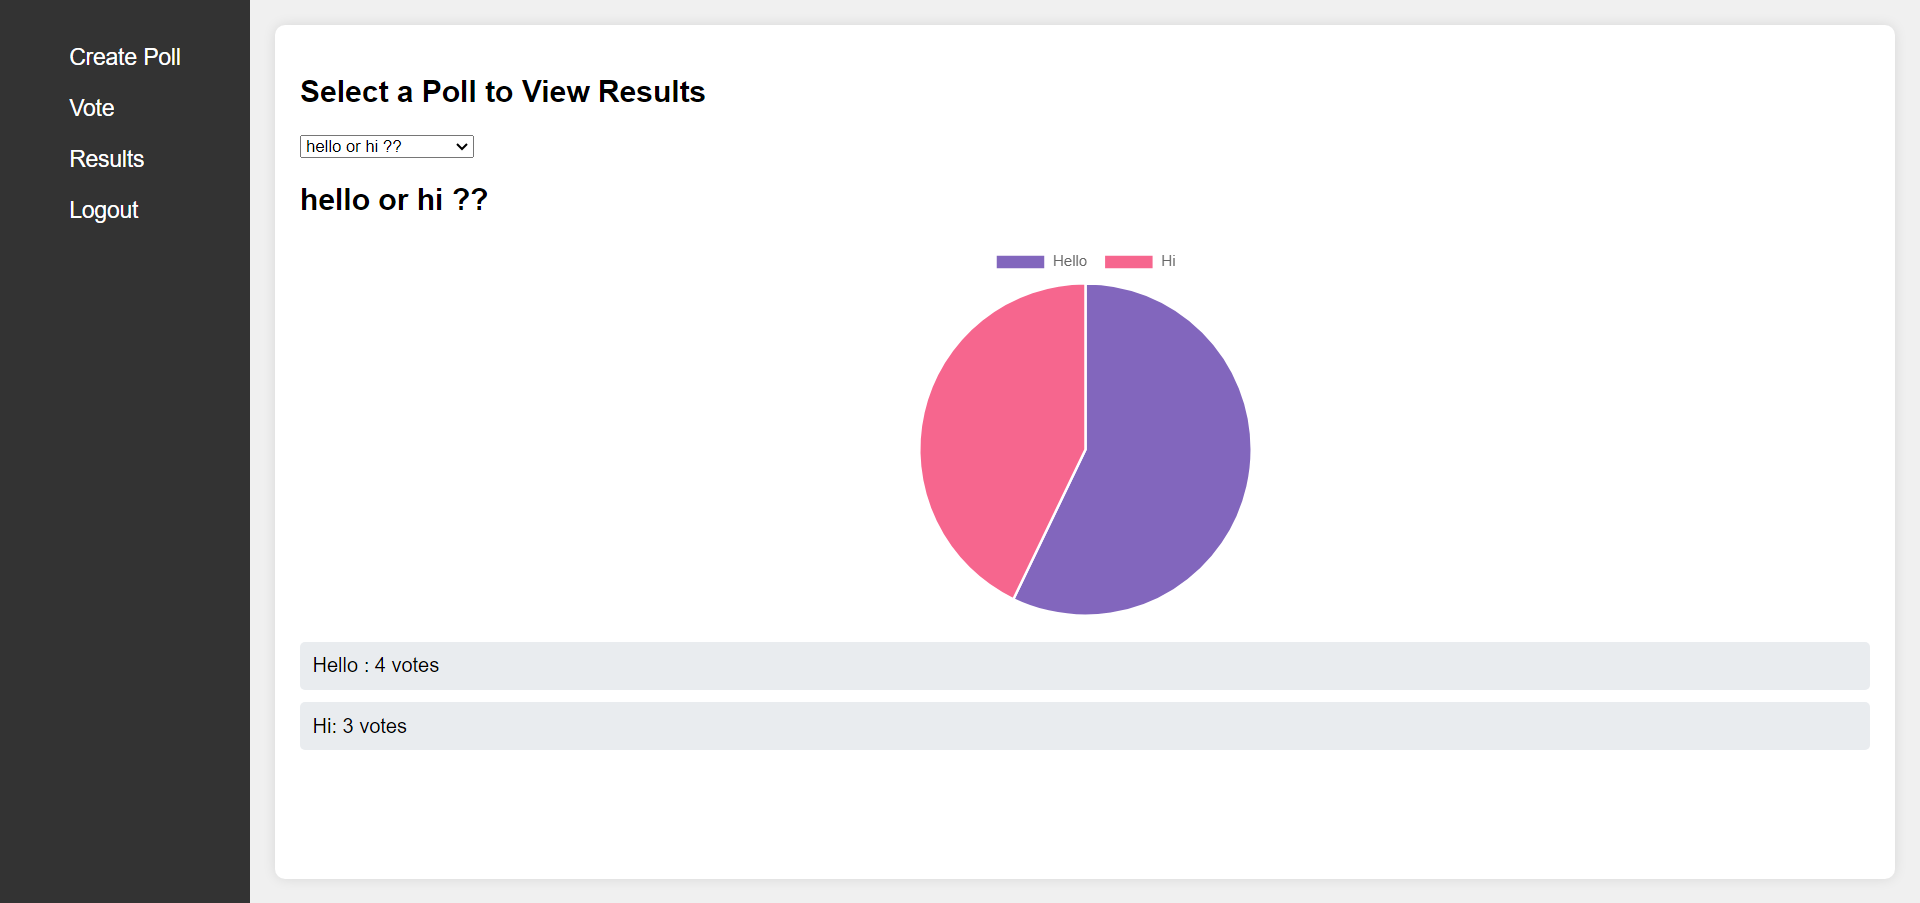 Create Poll
Vote
Results
Logout
Select a Poll to View Results
hello or hi ??
hello or hi ??
Hello Hi
Hello : 4 votes
Hi: 3 votes